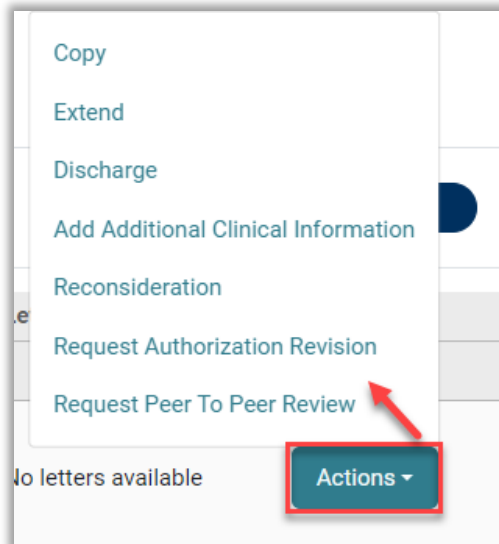 Copy
Extend
Discharge
Add Additional Clinical Information
Reconsideration
Request Authorization Revision
Request Peer To Peer Review
No letters available
Actions